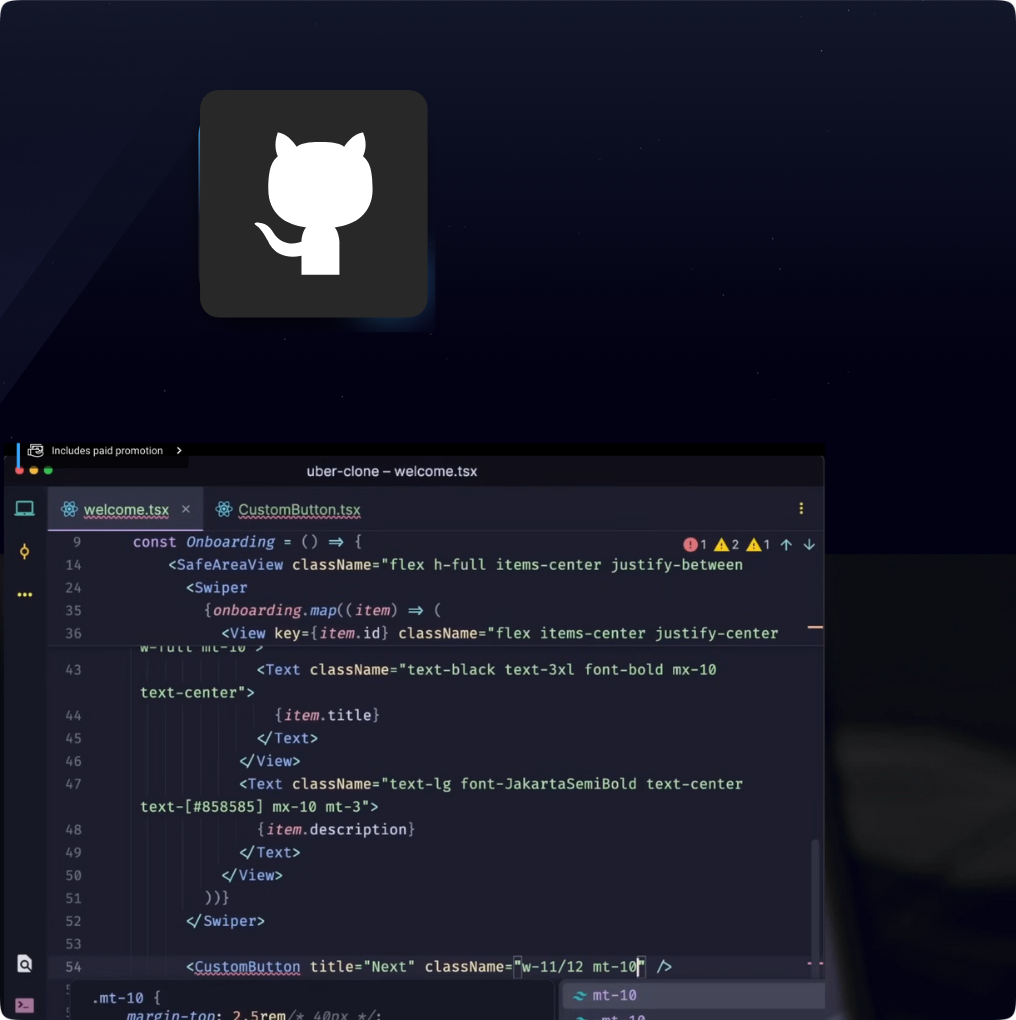 Includes paid promotion
uber-clone – welcome.tsx
welcome.tsx × CustomButton.tsx
9 const Onboarding = () => {
1 2 1
14 <SafeAreaView className="flex h-full items-center justify-between
24 <Swiper
35 {onboarding.map((item) => (
36 <View key={item.id} className="flex items-center justify-center
w-full mt-10">
43 <Text className="text-black text-3xl font-bold mx-10
text-center">
44 {item.title}
45 </Text>
46 </View>
47 <Text className="text-lg font-JakartaSemiBold text-center
text-[#858585] mx-10 mt-3">
48 {item.description}
49 </Text>
50 </View>
51 ))}
52 </Swiper>
53
54 <CustomButton title="Next" className="w-11/12 mt-10" />
.mt-10 {
mt-10
margin-top: 2.5rem/* 40px */;